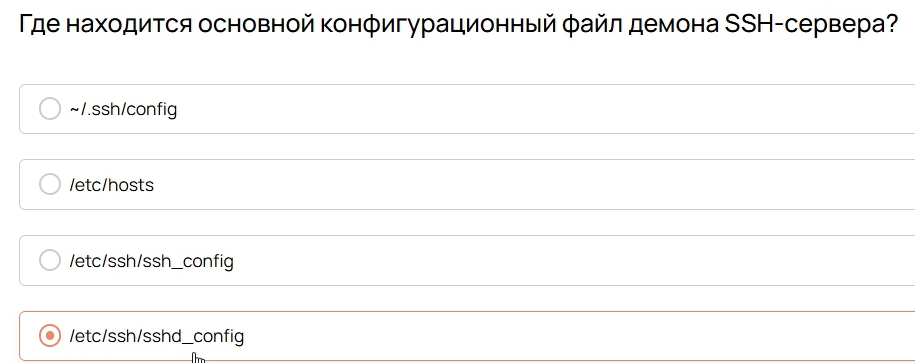 Где находится основной конфигурационный файл демона SSH-сервера?
~/.ssh/config
/etc/hosts
/etc/ssh/ssh_config
/etc/ssh/sshd_config